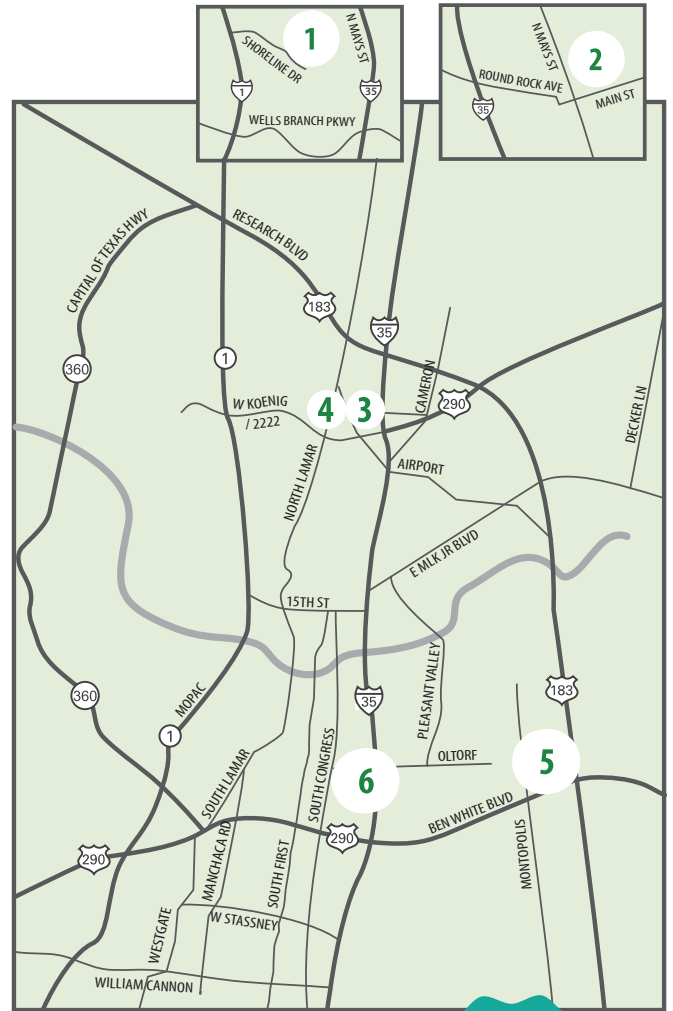 1
N MAYS ST
SHORELINE DR
1
35
WELLS BRANCH PKWY
2
N MAYS ST
ROUND ROCK AVE
MAIN ST
35
CAPITAL OF TEXAS HWY
RESEARCH BLVD
183
35
360
1
CAMERON
290
W KOENIG
/ 2222
4
3
DECKER LN
AIRPORT
NORTH LAMAR
E MLK JR BLVD
15TH ST
PLEASANT VALLEY
360
MOPAC
35
183
1
SOUTH LAMAR
SOUTH CONGRESS
OLTORF
5
6
BEN WHITE BLVD
290
290
MANCHACA RD
SOUTH FIRST
MONTOPOLIS
W STASSNEY
WESTGATE
WILLIAM CANNON